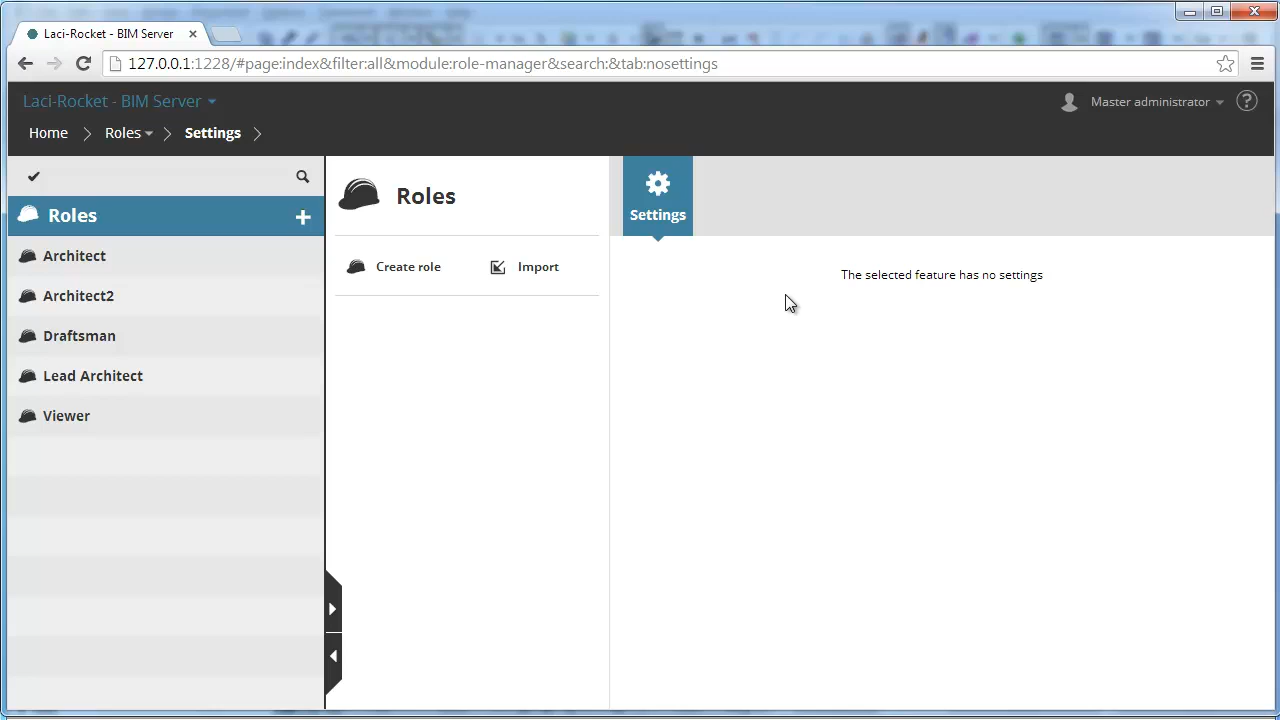 Laci-Rocket - BIM Server
127.0.0.1:1228/#page:index&filter:all&module:role-manager&search:&tab:nosettings
Laci-Rocket - BIM Server
Master administrator
Home
Roles
Settings
Roles
Architect
Architect2
Draftsman
Lead Architect
Viewer
Roles
Create role
Import
Settings
The selected feature has no settings